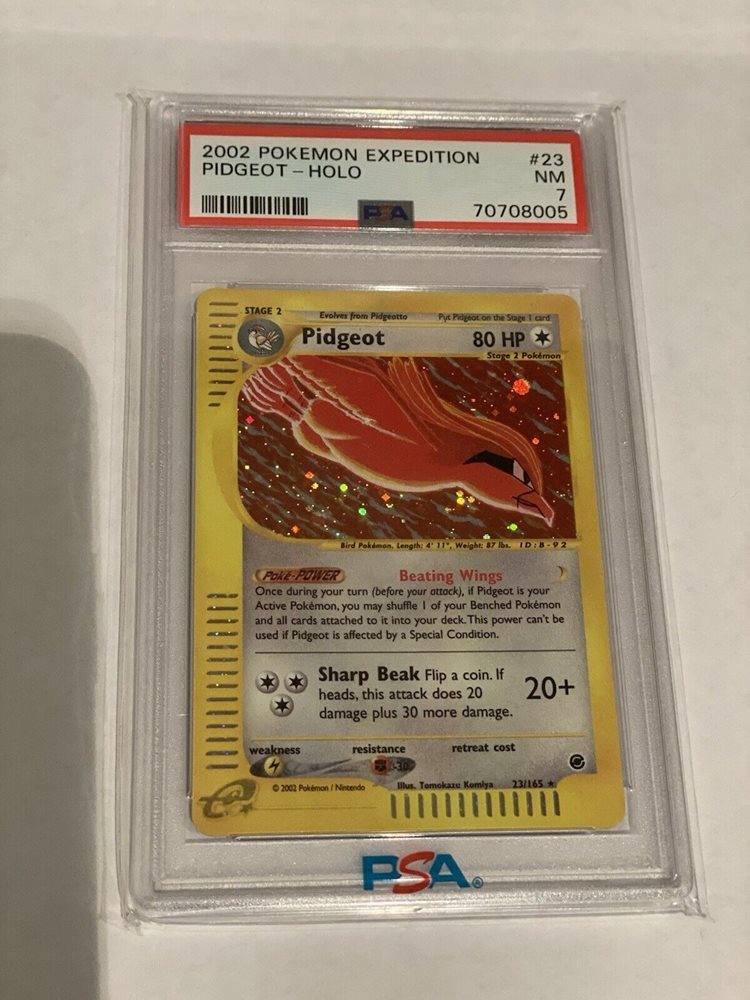 2002 POKEMON EXPEDITION #23
PIDGEOT – HOLO NM
7
PSA 70708005
STAGE 2 Evolves from Pidgeotto Put Pidgeot on the Stage 1 card
Pidgeot 80 HP
Stage 2 Pokémon
Bird Pokémon. Length: 4' 11", Weight: 87 lbs. ID: B-92
POKé-POWER Beating Wings
Once during your turn (before your attack), if Pidgeot is your
Active Pokémon, you may shuffle 1 of your Benched Pokémon
and all cards attached to it into your deck. This power can't be
used if Pidgeot is affected by a Special Condition.
Sharp Beak Flip a coin. If
heads, this attack does 20
damage plus 30 more damage.
20+
weakness resistance retreat cost
-30
© 2002 Pokémon / Nintendo Illus. Tomokazu Komiya 23/165 ★
e
PSA®